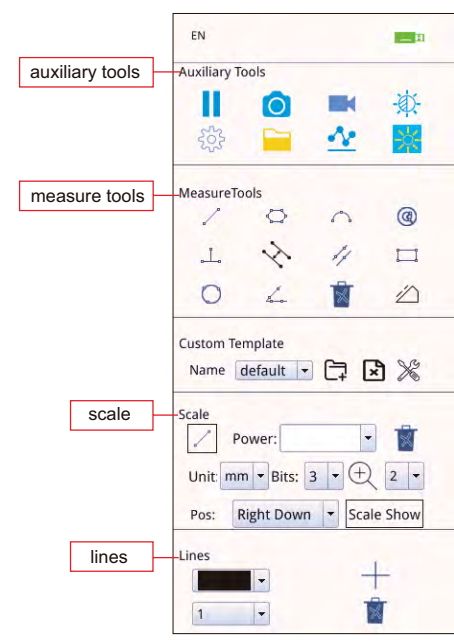 EN
auxiliary tools
Auxiliary Tools
measure tools
MeasureTools
Custom Template
Name default
scale
Scale
Power:
Unit: mm Bits: 3 2
Pos: Right Down Scale Show
lines
Lines
1